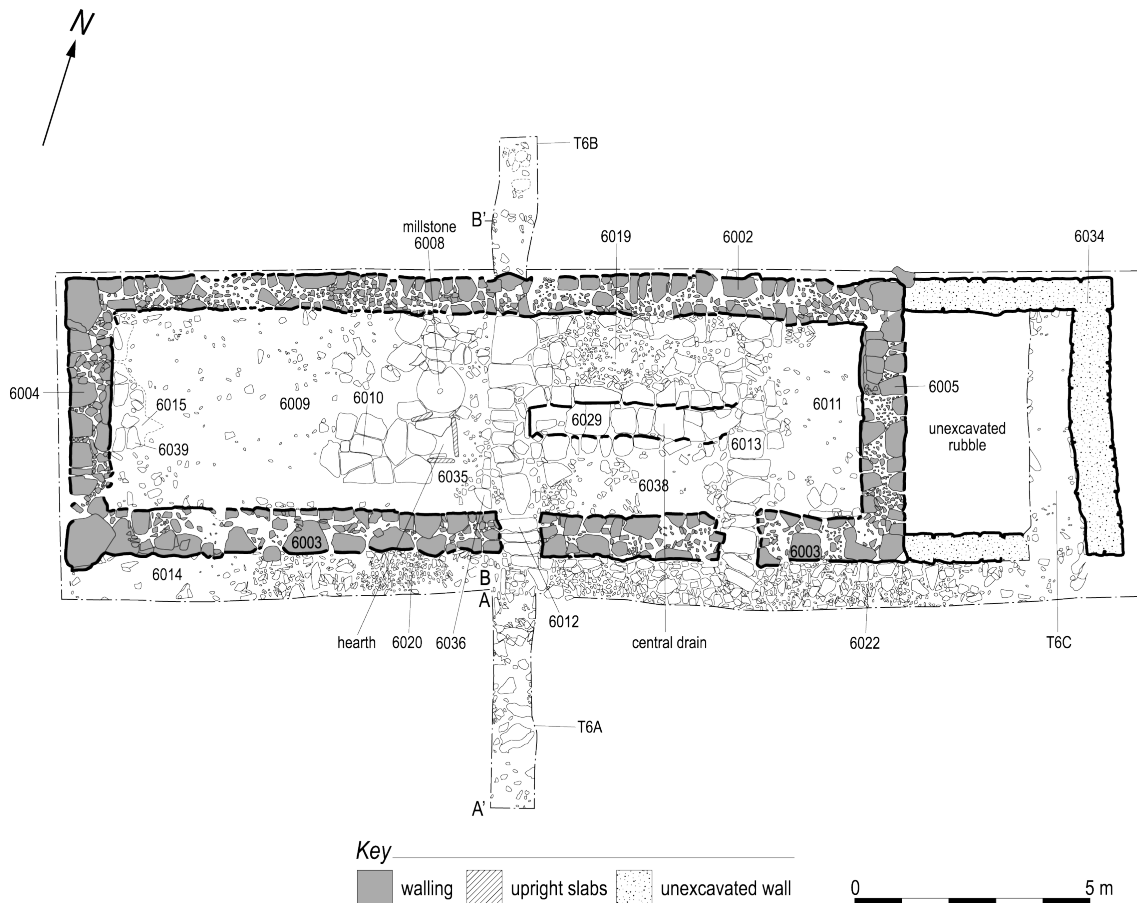 N
T6B
B'
millstone
6008
6019
6002
6034
6004
6015
6009
6010
6029
6011
6005
6013
unexcavated
rubble
6039
6035
6038
6003
6003
6014
B
A
6012
hearth
6020
6036
central drain
6022
T6C
T6A
A'
Key
walling
upright slabs
unexcavated wall
0
5 m